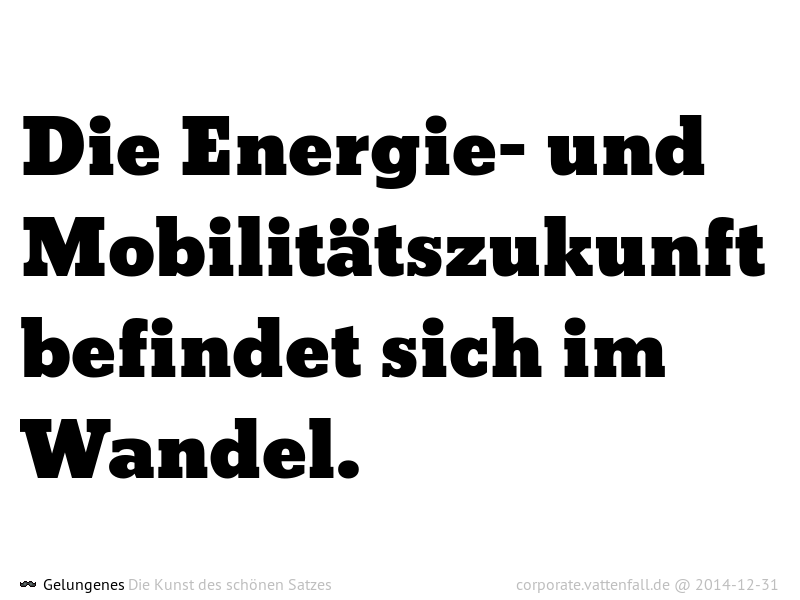 Die Energie- und
Mobilitätszukunft
befindet sich im
Wandel.
Gelungenes Die Kunst des schönen Satzes
corporate.vattenfall.de @ 2014-12-31